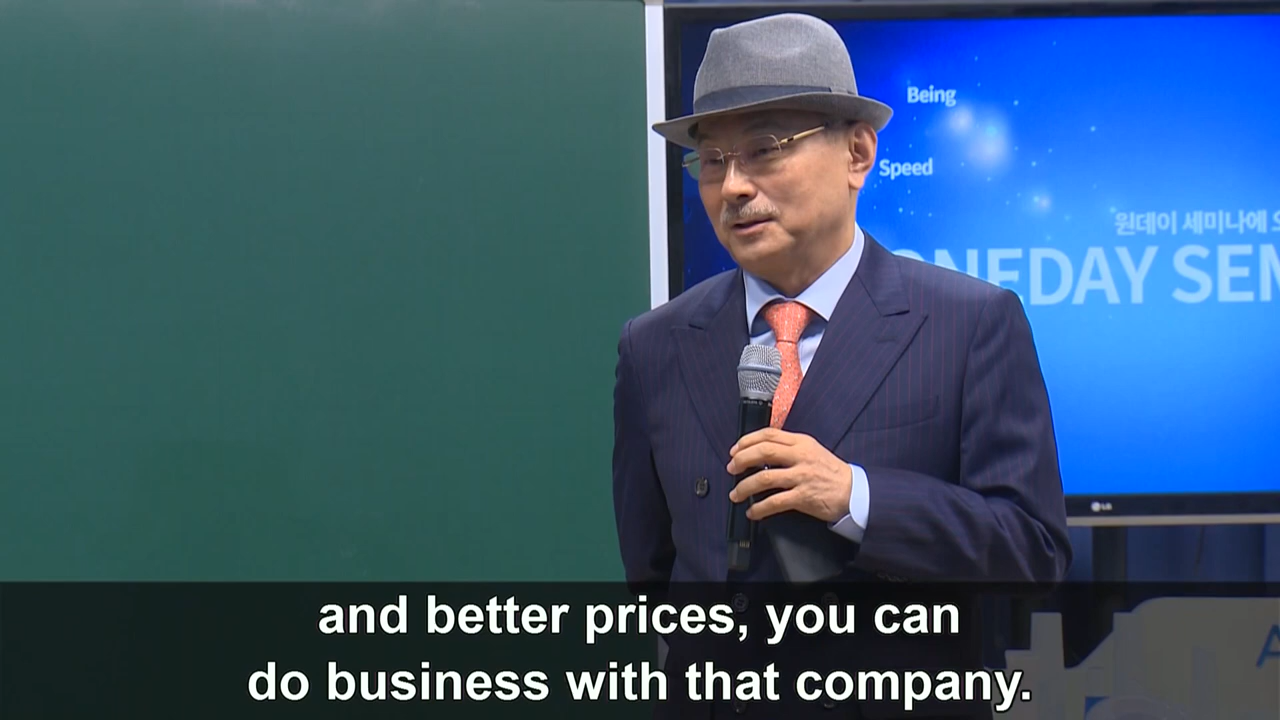 Being
Speed
원데이 세미나에
ONEDAY SEM
LG
and better prices, you can
do business with that company.